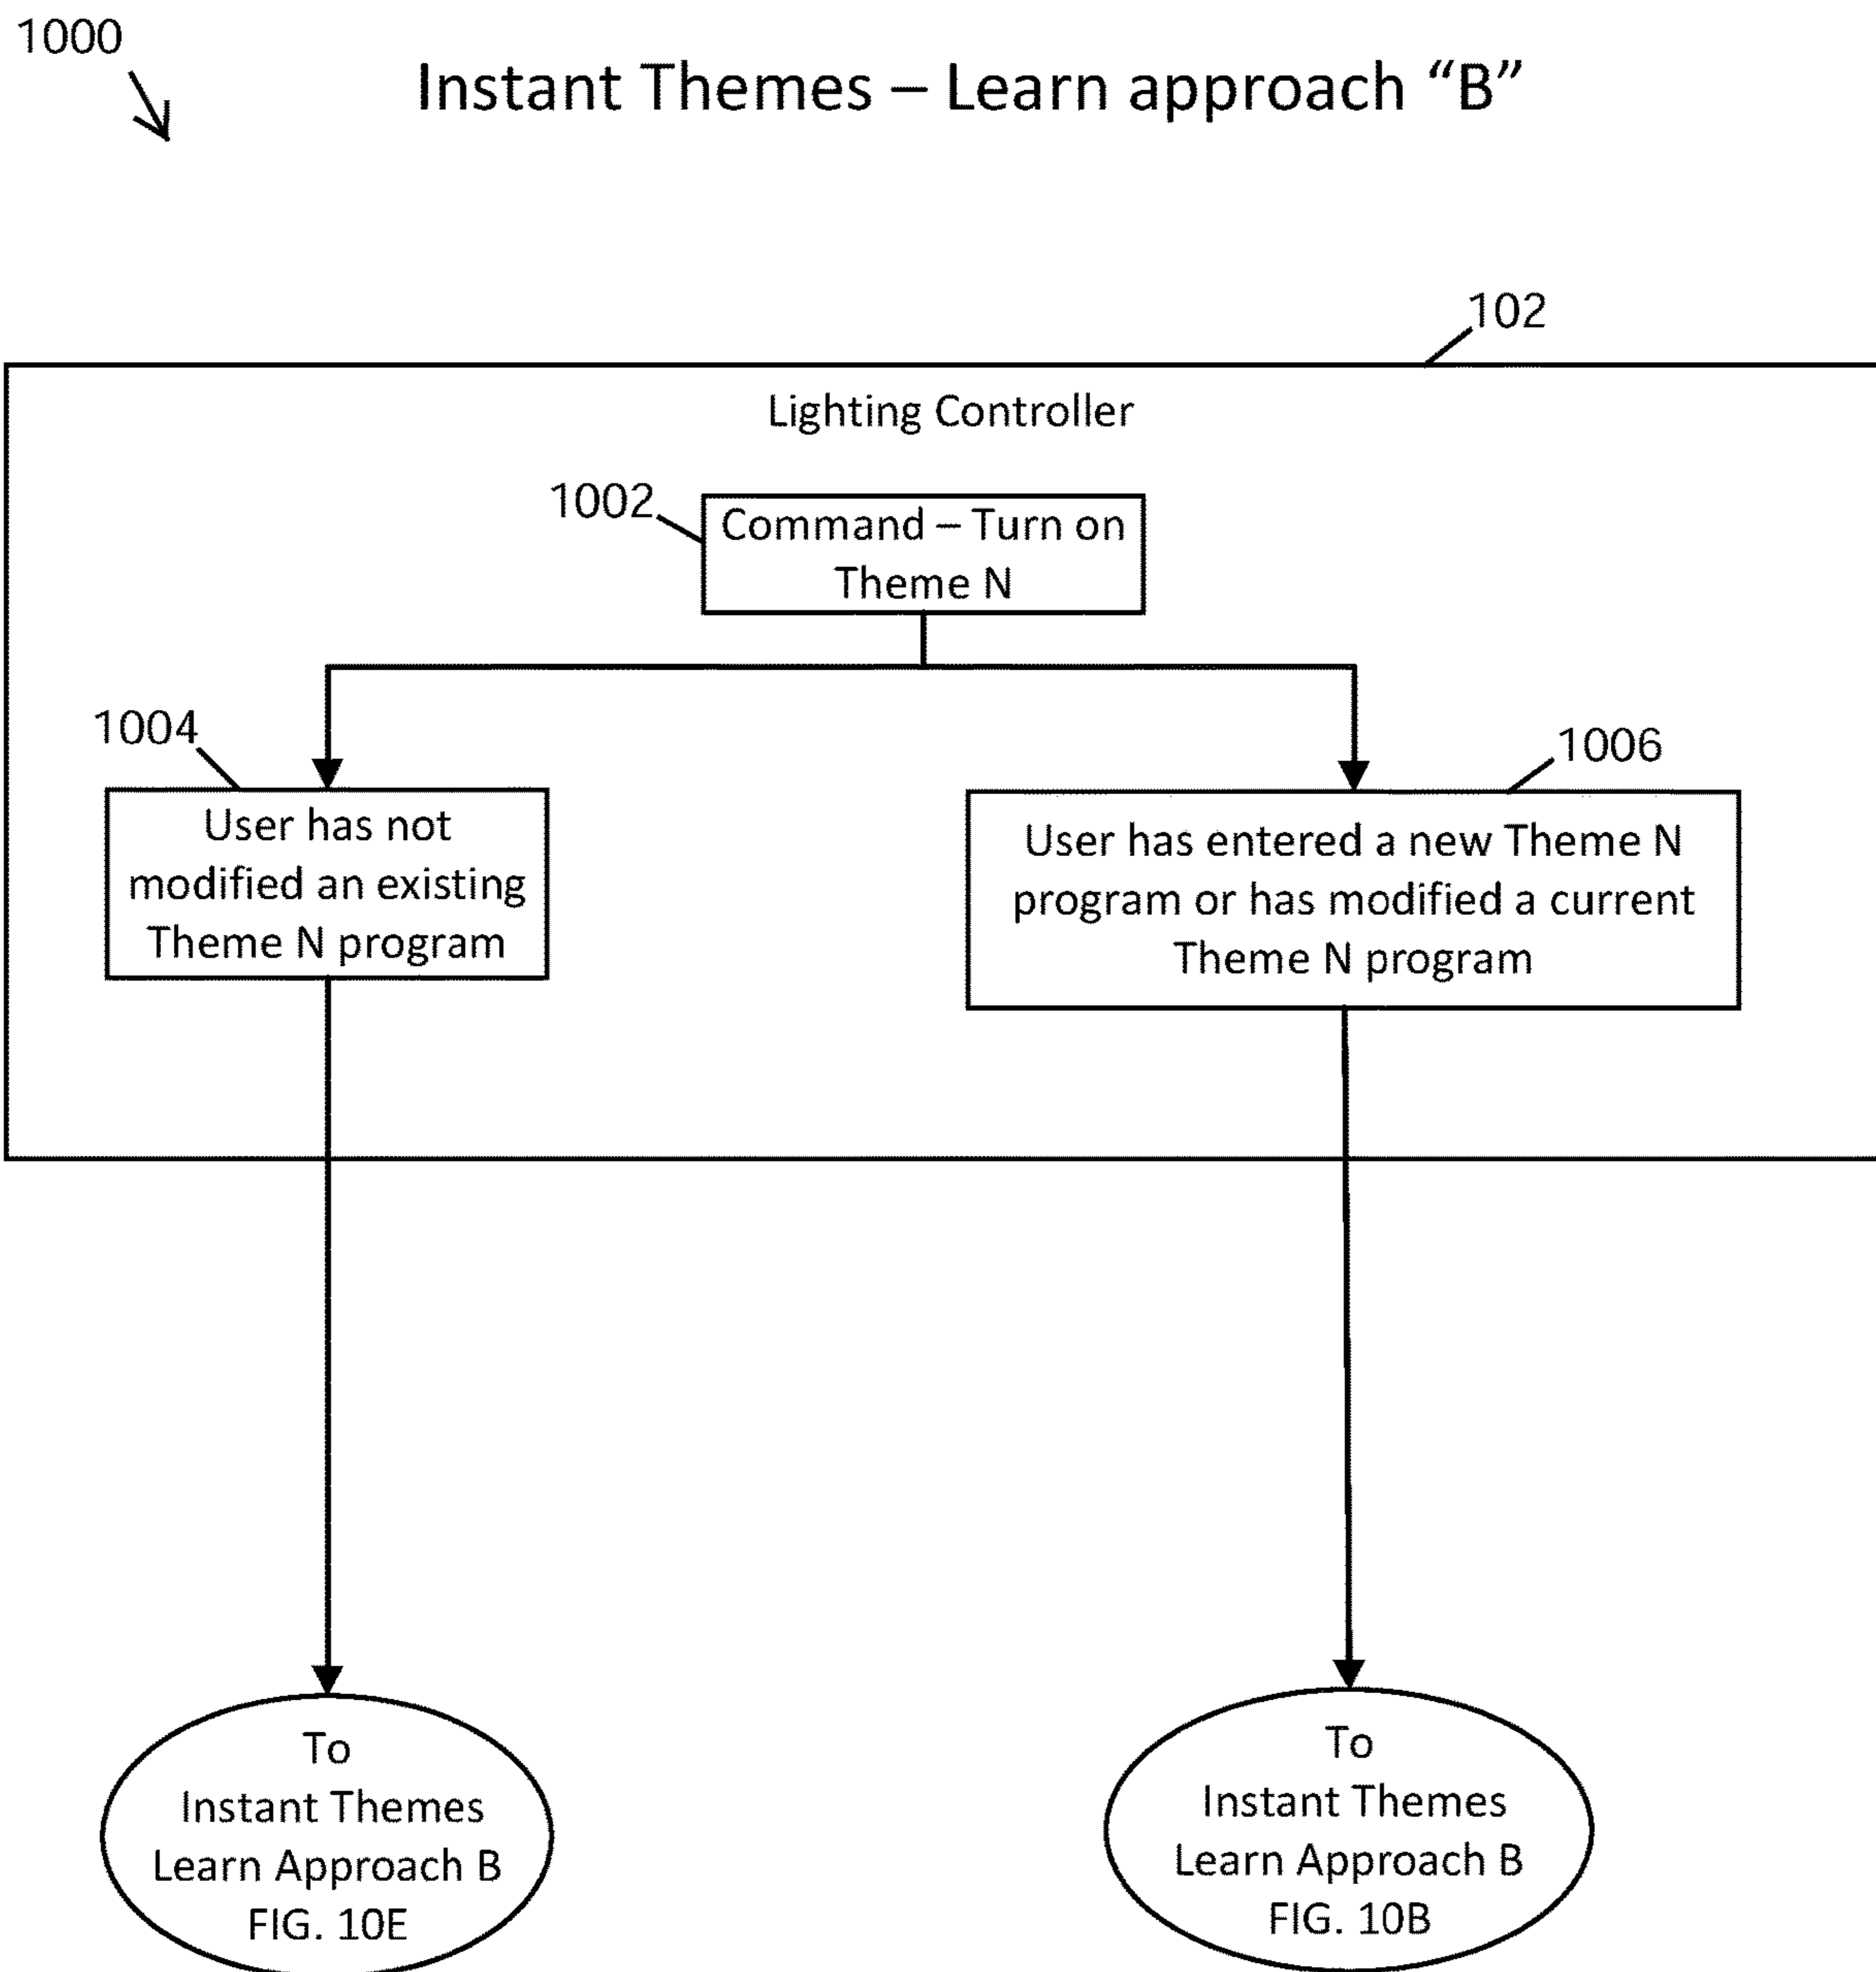 1000
Instant Themes – Learn approach “B”
102
Lighting Controller
1002
Command – Turn on
Theme N
1004
1006
User has not
modified an existing
Theme N program
User has entered a new Theme N
program or has modified a current
Theme N program
To
Instant Themes
Learn Approach B
FIG. 10E
To
Instant Themes
Learn Approach B
FIG. 10B